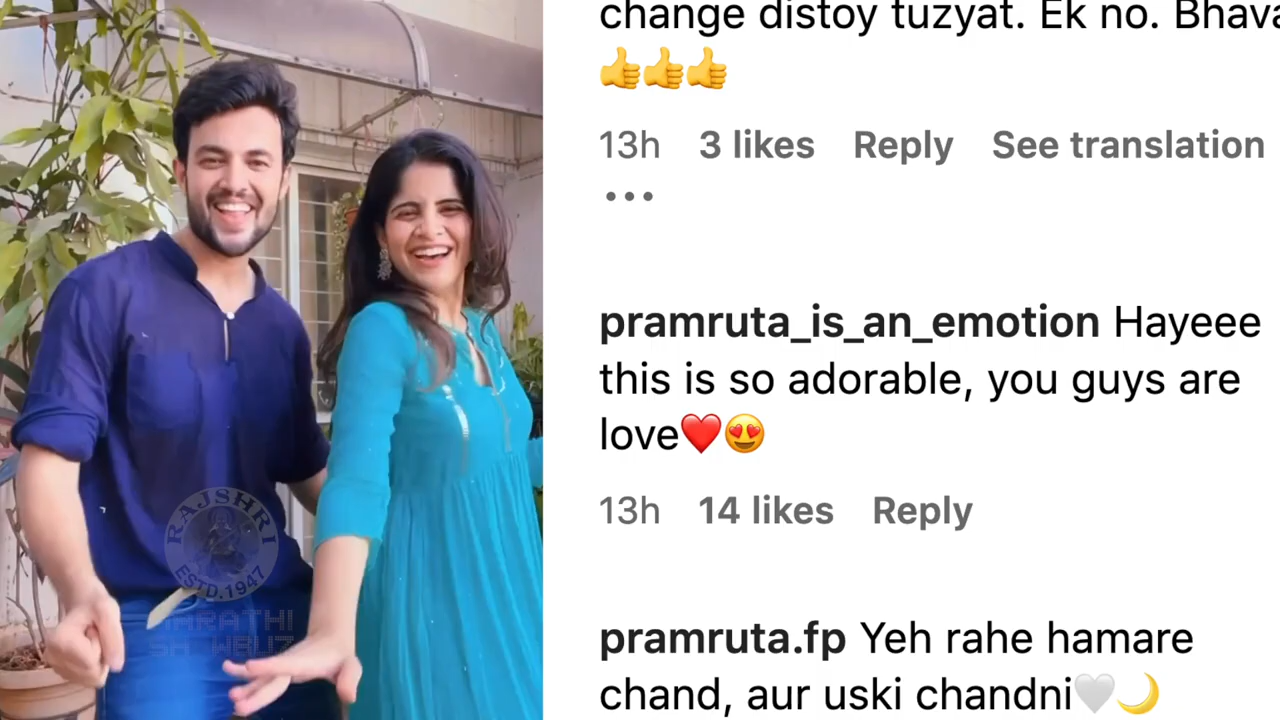 change distoy tuzyat. Ek no. Bhava
👍👍👍
13h 3 likes Reply See translation
•••
pramruta_is_an_emotion Hayeee
this is so adorable, you guys are
love❤️😍
13h 14 likes Reply
pramruta.fp Yeh rahe hamare
chand, aur uski chandni🤍🌙
RAJSHRI
ESTD.1947
MARATHI
SHOWBUZ